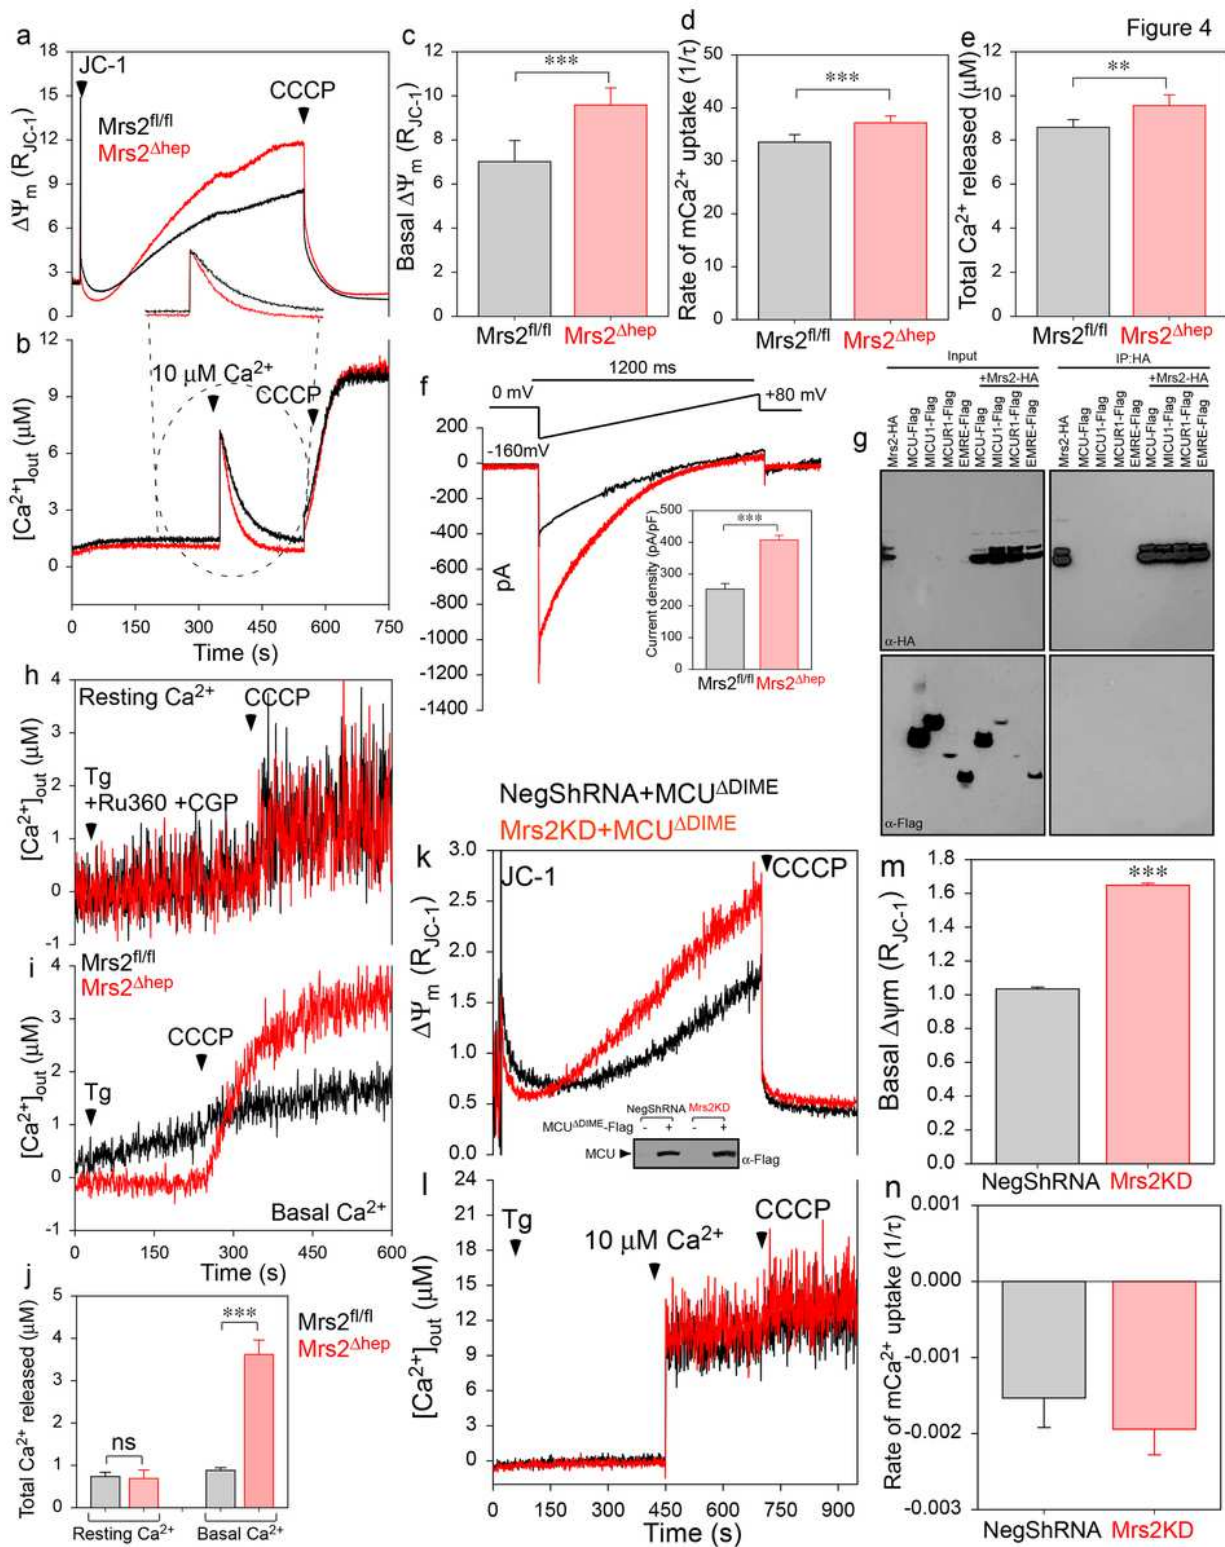 Figure 4
a
18
15
12
9
6
3
0
ΔΨm (RJC-1)
JC-1
CCCP
Mrs2fl/fl
Mrs2Δhep
b
12
9
6
3
0
[Ca2+]out (μM)
10 μM Ca2+
CCCP
0 150 300 450 600 750
Time (s)
c
12
10
8
6
4
2
0
Basal ΔΨm (RJC-1)
***
Mrs2fl/fl Mrs2Δhep
d
50
40
30
20
10
0
Rate of mCa2+ uptake (1/τ)
***
Mrs2fl/fl Mrs2Δhep
e
12
10
8
6
4
2
0
Total Ca2+ released (μM)
**
Mrs2fl/fl Mrs2Δhep
f
1200 ms
0 mV
+80 mV
-160mV
200
0
-200
-400
-600
-800
-1000
-1200
-1400
pA
500
400
300
200
100
0
Current density (pA/pF)
***
Mrs2fl/fl Mrs2Δhep
g
Input
IP:HA
+Mrs2-HA
+Mrs2-HA
Mrs2-HA
MCU-Flag
MICU1-Flag
MCUR1-Flag
EMRE-Flag
MCU-Flag
MICU1-Flag
MCUR1-Flag
EMRE-Flag
Mrs2-HA
MCU-Flag
MICU1-Flag
MCUR1-Flag
EMRE-Flag
MCU-Flag
MICU1-Flag
MCUR1-Flag
EMRE-Flag
α-HA
α-Flag
h
Resting Ca2+
CCCP
4
3
2
1
0
-1
[Ca2+]out (μM)
Tg
+Ru360 +CGP
i
Mrs2fl/fl
Mrs2Δhep
4
3
2
1
0
-1
[Ca2+]out (μM)
CCCP
Tg
Basal Ca2+
0 150 300 450 600
Time (s)
j
5
4
3
2
1
0
Total Ca2+ released (μM)
ns
***
Mrs2fl/fl
Mrs2Δhep
Resting Ca2+ Basal Ca2+
NegShRNA+MCUΔDIME
Mrs2KD+MCUΔDIME
k
3.0
2.5
2.0
1.5
1.0
0.5
0.0
ΔΨm (RJC-1)
JC-1
CCCP
NegShRNA Mrs2KD
MCUΔDIME-Flag - + - +
MCU
α-Flag
l
24
21
18
15
12
9
6
3
0
[Ca2+]out (μM)
Tg
10 μM Ca2+
CCCP
0 150 300 450 600 750 900
Time (s)
m
1.8
1.6
1.4
1.2
1.0
0.8
0.6
0.4
0.2
0.0
Basal Δψm (RJC-1)
***
NegShRNA Mrs2KD
n
0.001
0.000
-0.001
-0.002
-0.003
Rate of mCa2+ uptake (1/τ)
NegShRNA Mrs2KD